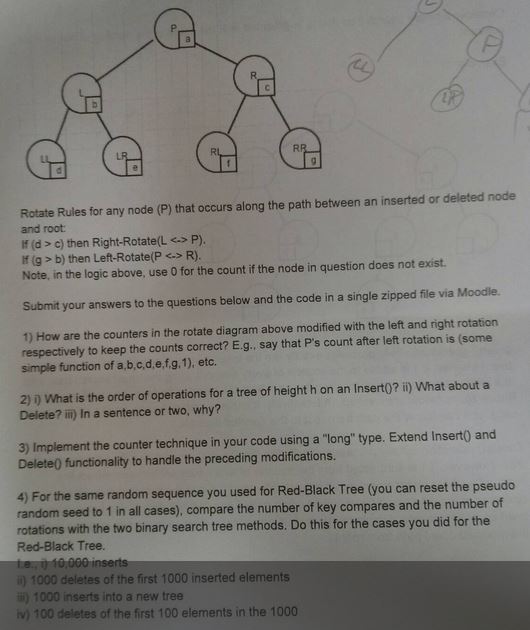 P a
L b
R c
LL d
LR e
RL f
RR g
F
LL
LR
Rotate Rules for any node (P) that occurs along the path between an inserted or deleted node
and root:
If (d > c) then Right-Rotate(L <-> P).
If (g > b) then Left-Rotate(P <-> R).
Note, in the logic above, use 0 for the count if the node in question does not exist.
Submit your answers to the questions below and the code in a single zipped file via Moodle.
1) How are the counters in the rotate diagram above modified with the left and right rotation
respectively to keep the counts correct? E.g., say that P's count after left rotation is (some
simple function of a,b,c,d,e,f,g,1), etc.
2) i) What is the order of operations for a tree of height h on an Insert()? ii) What about a
Delete? iii) In a sentence or two, why?
3) Implement the counter technique in your code using a "long" type. Extend Insert() and
Delete() functionality to handle the preceding modifications.
4) For the same random sequence you used for Red-Black Tree (you can reset the pseudo
random seed to 1 in all cases), compare the number of key compares and the number of
rotations with the two binary search tree methods. Do this for the cases you did for the
Red-Black Tree.
I.e., i) 10,000 inserts
ii) 1000 deletes of the first 1000 inserted elements
iii) 1000 inserts into a new tree
iv) 100 deletes of the first 100 elements in the 1000